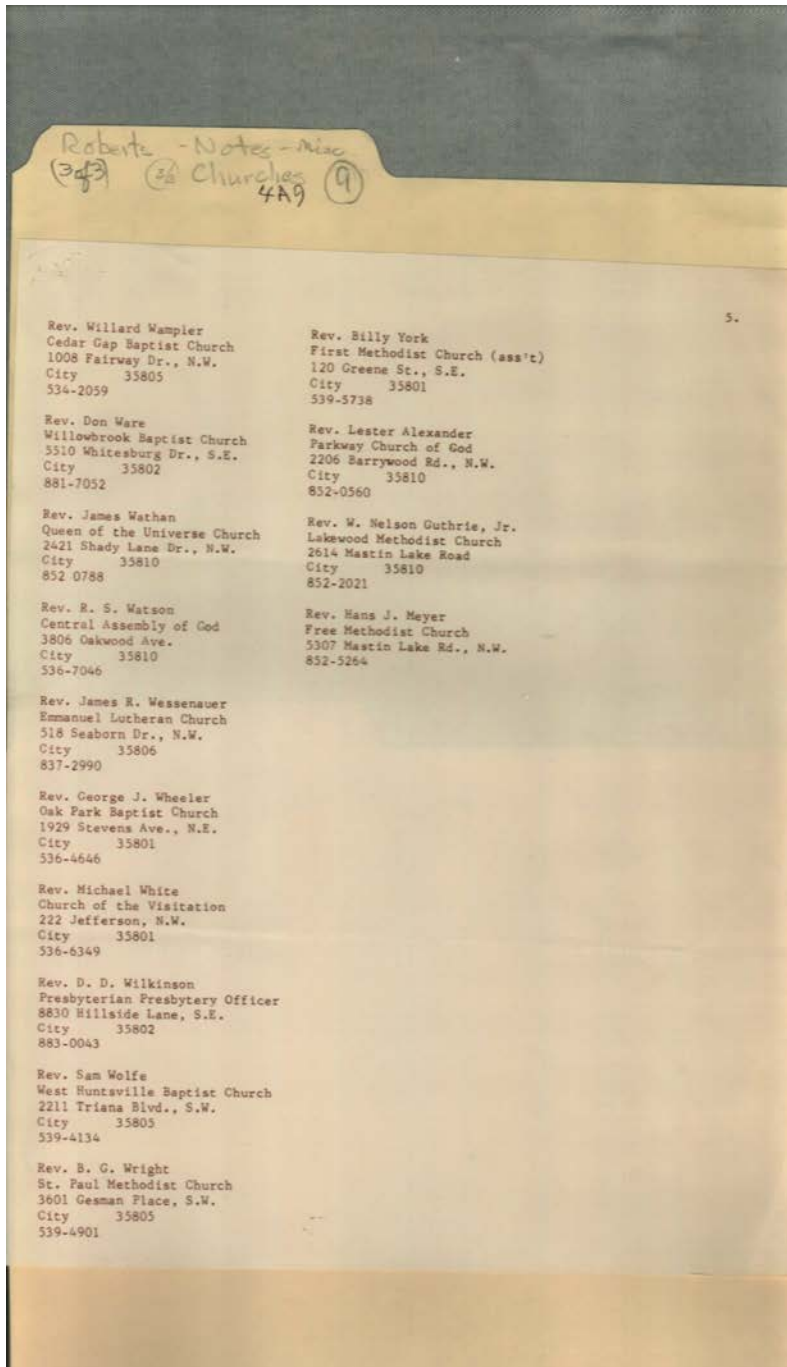 Roberts - Notes - Misc
(3 of 3) Churches 9
4A9
5.
Rev. Willard Wampler
Cedar Gap Baptist Church
1008 Fairway Dr., N.W.
City 35805
534-2059
Rev. Don Ware
Willowbrook Baptist Church
5510 Whitesburg Dr., S.E.
City 35802
881-7052
Rev. James Wathan
Queen of the Universe Church
2421 Shady Lane Dr., N.W.
City 35810
852 0788
Rev. R. S. Watson
Central Assembly of God
3806 Oakwood Ave.
City 35810
536-7046
Rev. James R. Wessenauer
Emmanuel Lutheran Church
518 Seaborn Dr., N.W.
City 35806
837-2990
Rev. George J. Wheeler
Oak Park Baptist Church
1929 Stevens Ave., N.E.
City 35801
536-4646
Rev. Michael White
Church of the Visitation
222 Jefferson, N.W.
City 35801
536-6349
Rev. D. D. Wilkinson
Presbyterian Presbytery Officer
8830 Hillside Lane, S.E.
City 35802
883-0043
Rev. Sam Wolfe
West Huntsville Baptist Church
2211 Triana Blvd., S.W.
City 35805
539-4134
Rev. B. G. Wright
St. Paul Methodist Church
3601 Gesman Place, S.W.
City 35805
539-4901
Rev. Billy York
First Methodist Church (ass't)
120 Greene St., S.E.
City 35801
539-5738
Rev. Lester Alexander
Parkway Church of God
2206 Barrywood Rd., N.W.
City 35810
852-0560
Rev. W. Nelson Guthrie, Jr.
Lakewood Methodist Church
2614 Mastin Lake Road
City 35810
852-2021
Rev. Hans J. Meyer
Free Methodist Church
5307 Mastin Lake Rd., N.W.
852-5264